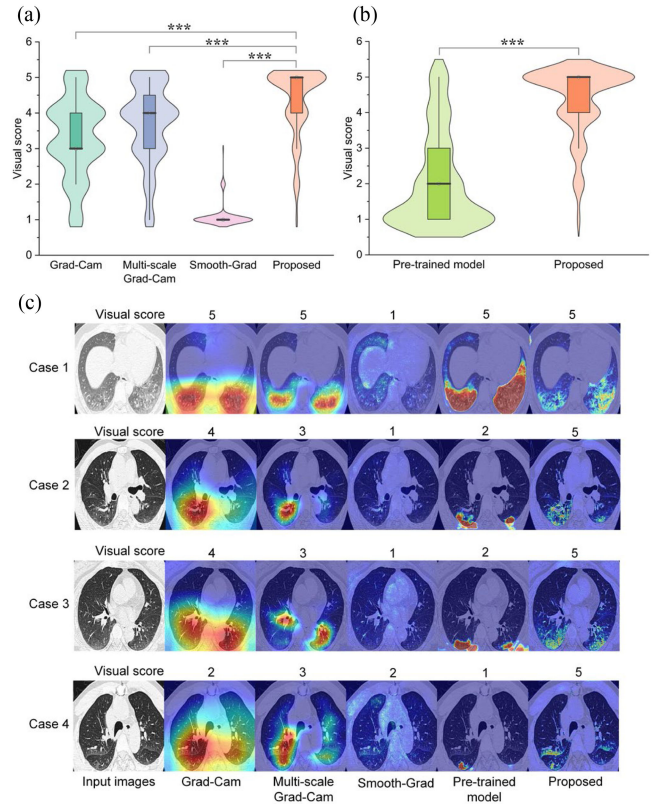 (a)
***
***
***
Visual score
6
5
4
3
2
1
0
Grad-Cam
Multi-scale
Grad-Cam
Smooth-Grad
Proposed
(b)
***
Visual score
6
5
4
3
2
1
0
Pre-trained model
Proposed
(c)
Visual score 5 5 1 5 5
Case 1
Visual score 4 3 1 2 5
Case 2
Visual score 4 3 1 2 5
Case 3
Visual score 2 3 2 1 5
Case 4
Input images Grad-Cam Multi-scale Smooth-Grad Pre-trained Proposed
Grad-Cam model